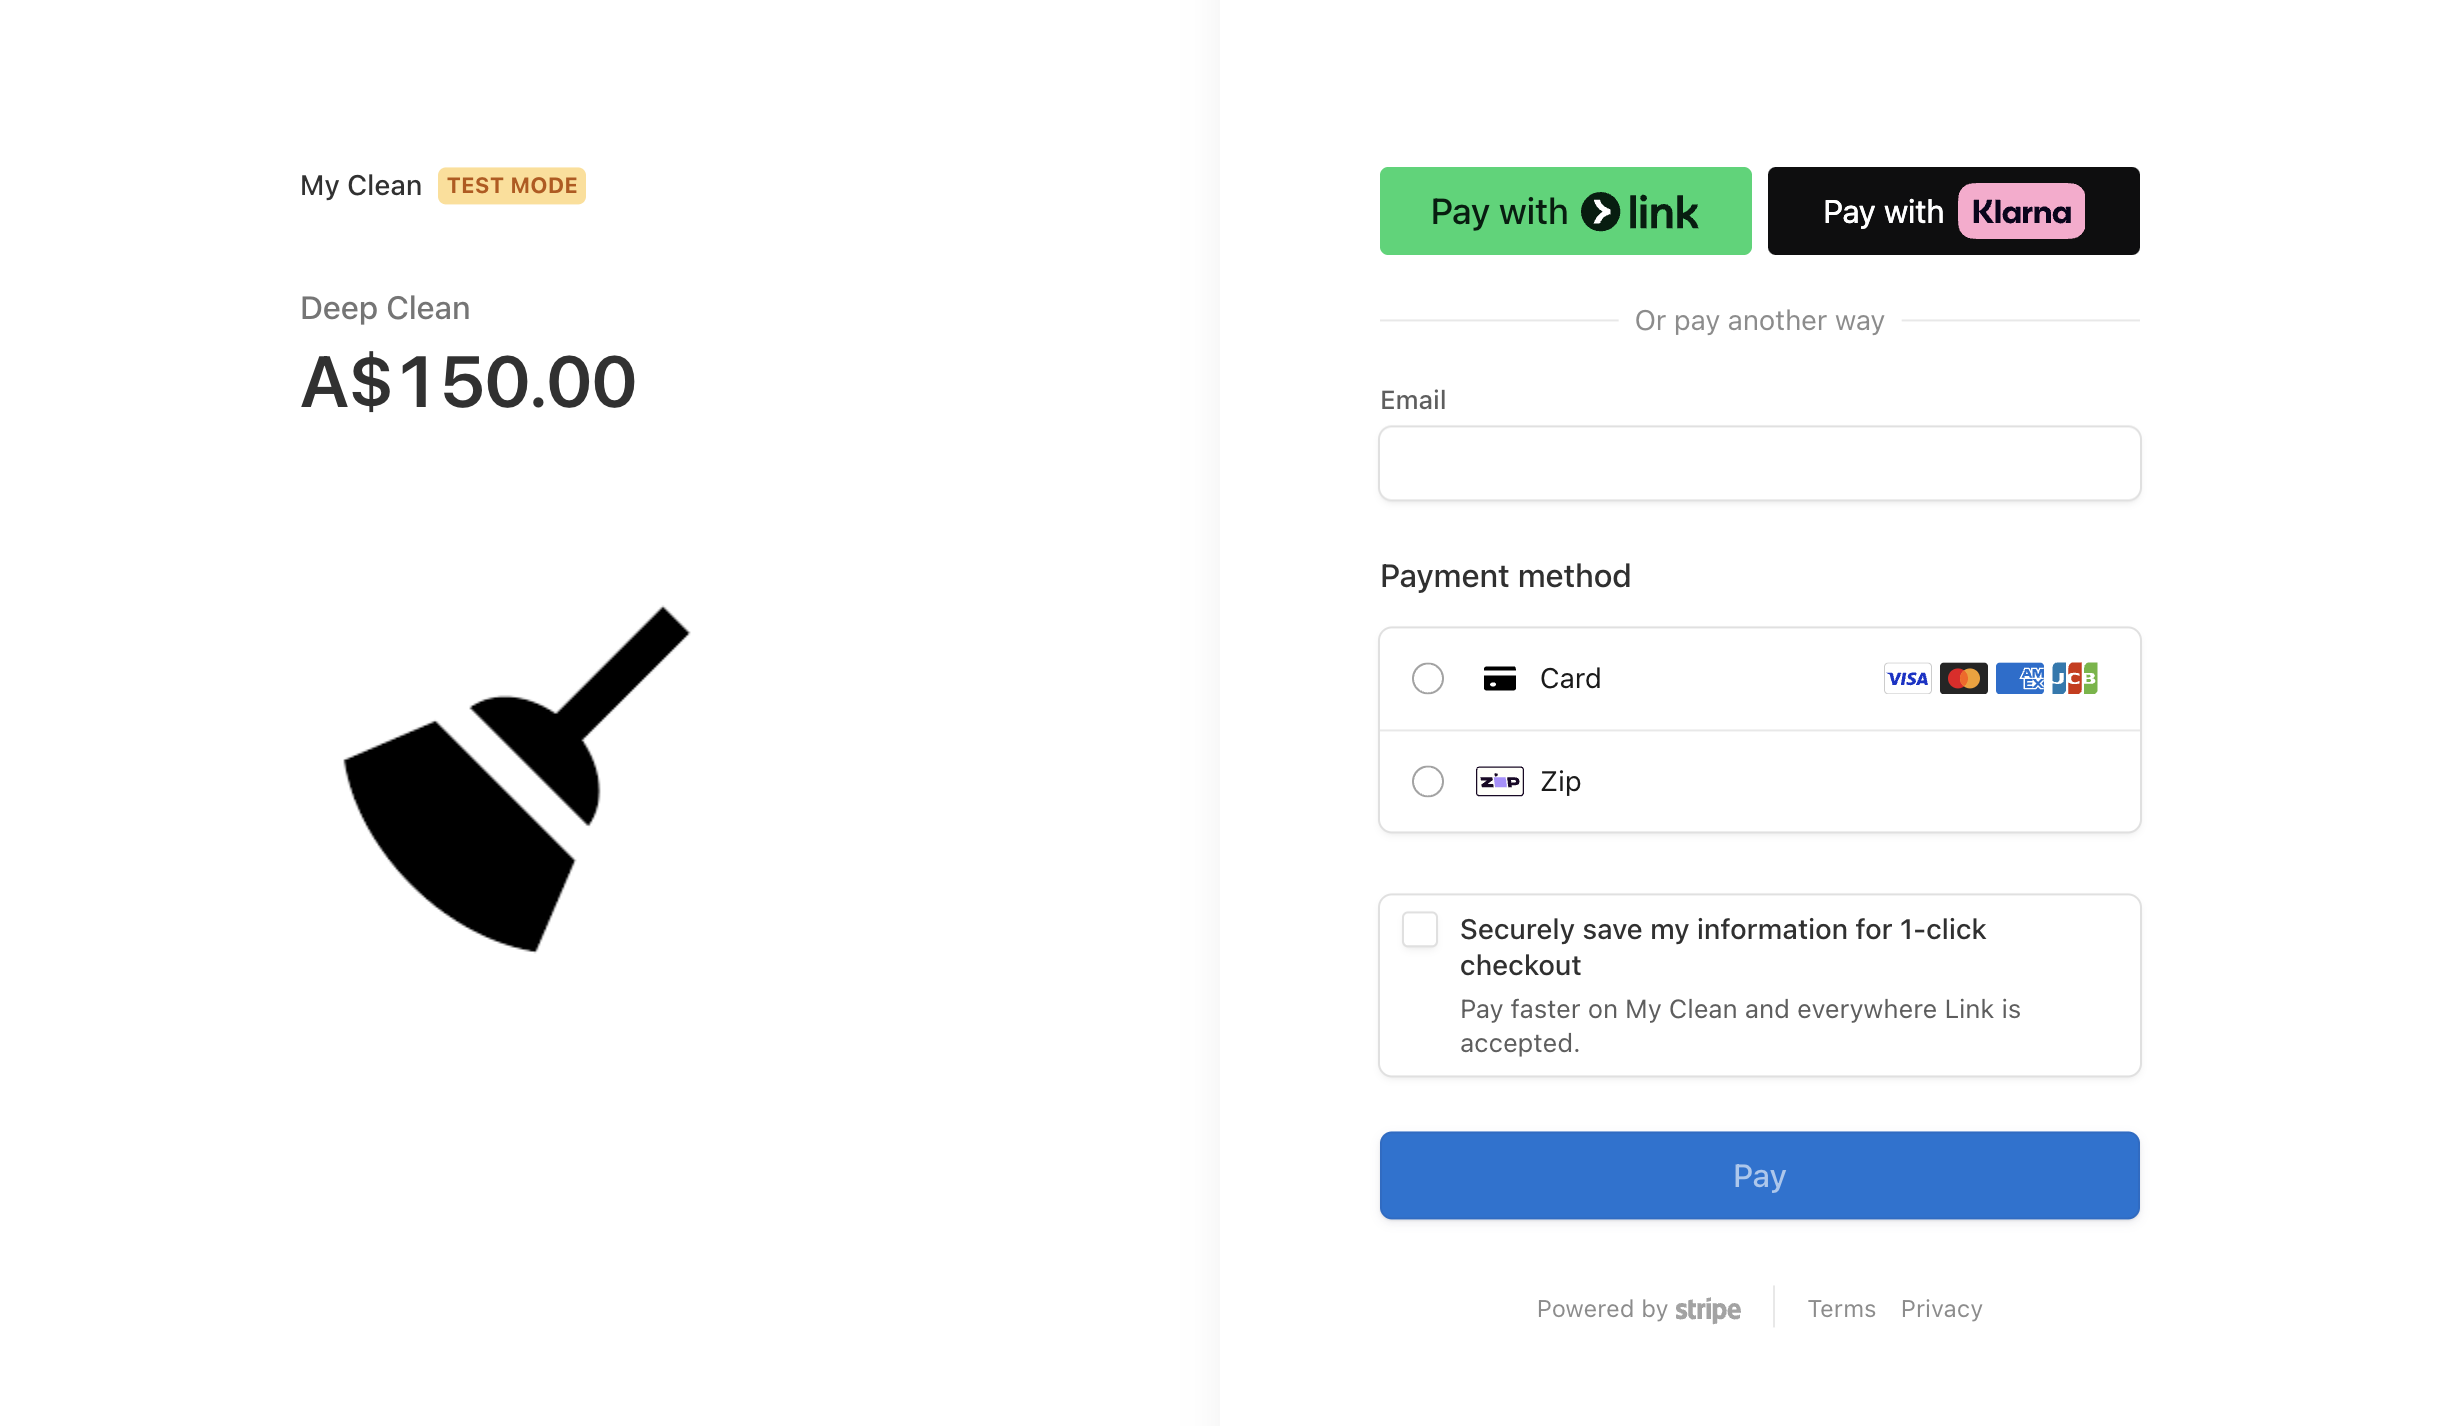 My Clean TEST MODE
Deep Clean
A$150.00
Pay with link
Pay with Klarna
Or pay another way
Email
Payment method
Card VISA AMEX JCB
Zip Zip
Securely save my information for 1-click
checkout
Pay faster on My Clean and everywhere Link is
accepted.
Pay
Powered by stripe
Terms Privacy